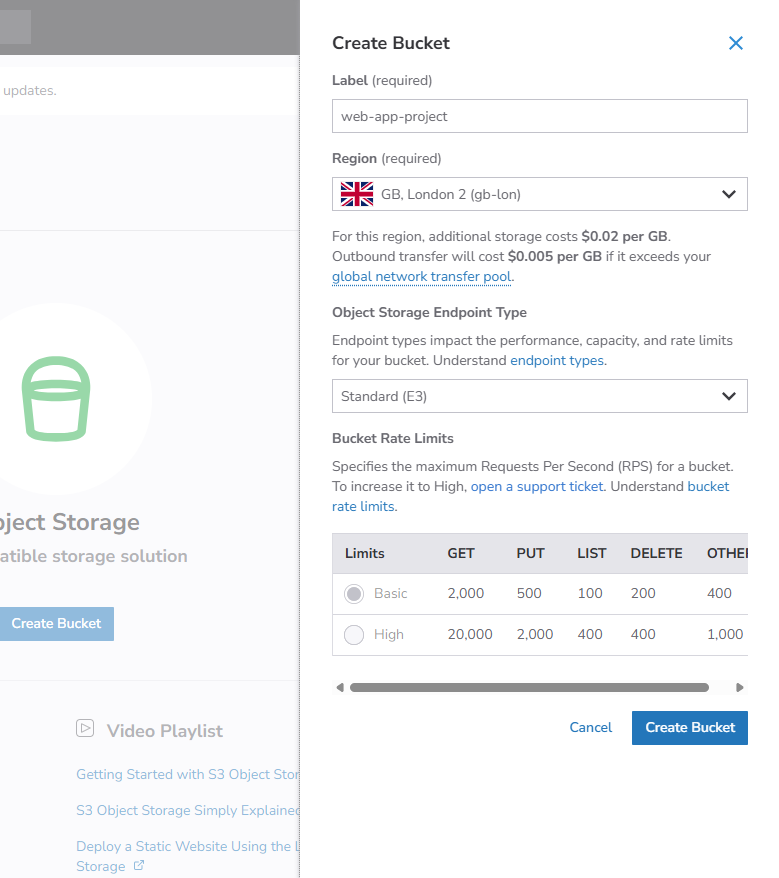 updates.
Object Storage
atible storage solution
Create Bucket
Video Playlist
Getting Started with S3 Object Stor
S3 Object Storage Simply Explained
Deploy a Static Website Using the L
Storage
Create Bucket
Label (required)
web-app-project
Region (required)
GB, London 2 (gb-lon)
For this region, additional storage costs $0.02 per GB.
Outbound transfer will cost $0.005 per GB if it exceeds your
global network transfer pool.
Object Storage Endpoint Type
Endpoint types impact the performance, capacity, and rate limits
for your bucket. Understand endpoint types.
Standard (E3)
Bucket Rate Limits
Specifies the maximum Requests Per Second (RPS) for a bucket.
To increase it to High, open a support ticket. Understand bucket
rate limits.
Limits GET PUT LIST DELETE OTHER
Basic 2,000 500 100 200 400
High 20,000 2,000 400 400 1,000
Cancel
Create Bucket